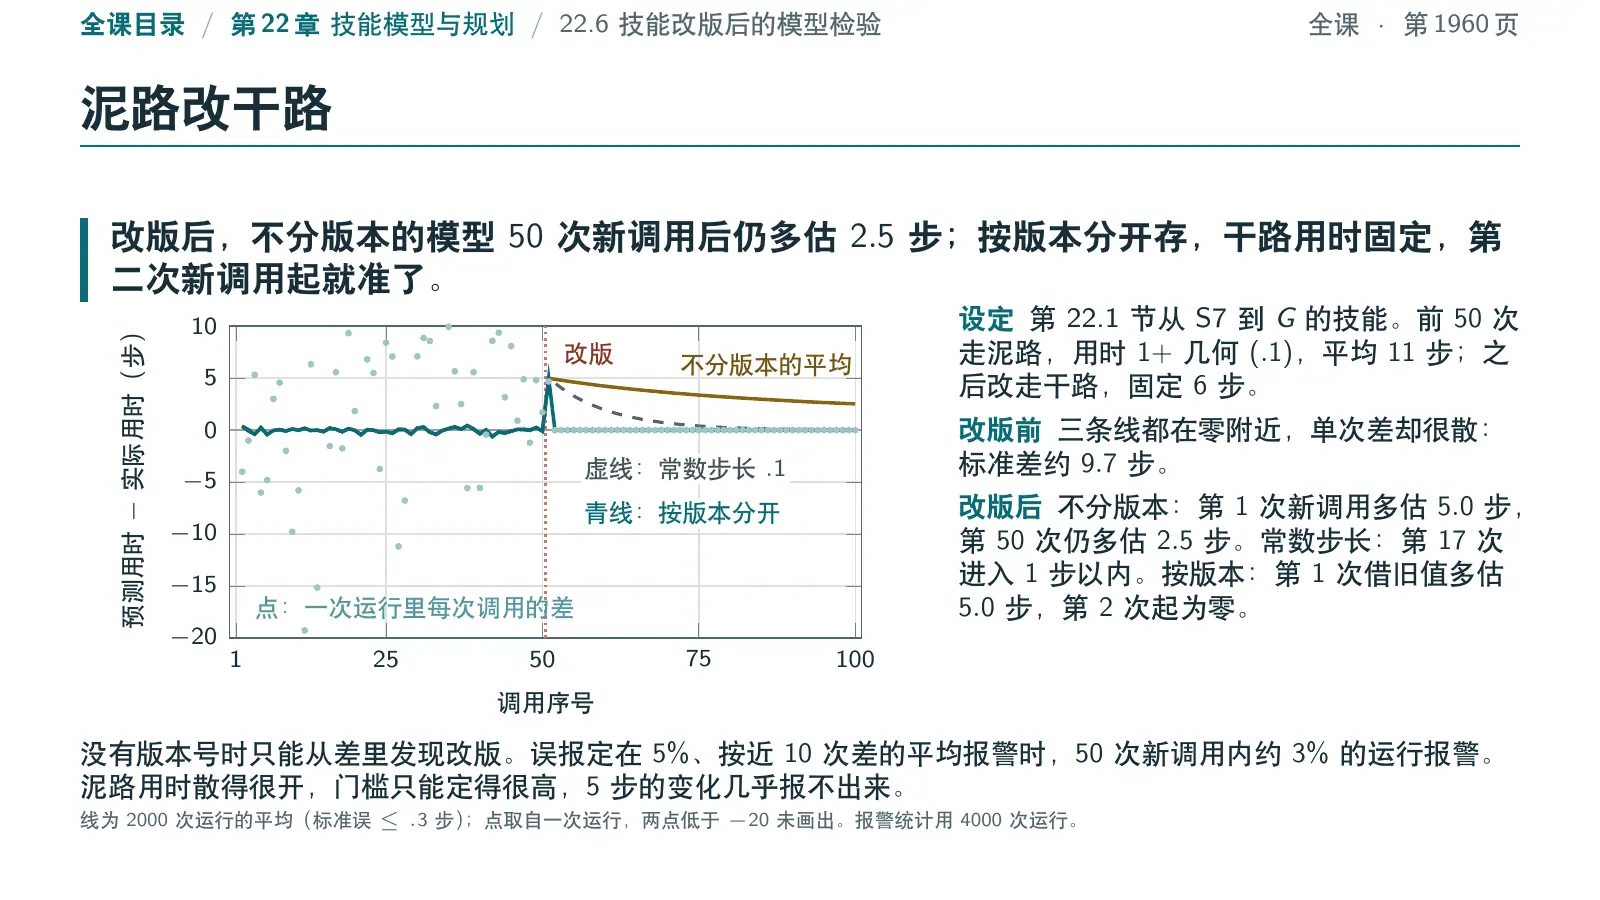 全课目录 / 第 22 章 技能模型与规划 / 22.6 技能改版后的模型检验
全课 · 第 1960 页
泥路改干路
改版后，不分版本的模型 50 次新调用后仍多估 2.5 步；按版本分开存，干路用时固定，第
二次新调用起就准了。
预测用时 − 实际用时（步）
10
5
0
−5
−10
−15
−20
1
25
50
75
100
调用序号
改版
不分版本的平均
虚线：常数步长 .1
青线：按版本分开
点：一次运行里每次调用的差
设定 第 22.1 节从 S7 到 G 的技能。前 50 次
走泥路，用时 1+ 几何 (.1)，平均 11 步；之
后改走干路，固定 6 步。
改版前 三条线都在零附近，单次差却很散：
标准差约 9.7 步。
改版后 不分版本：第 1 次新调用多估 5.0 步，
第 50 次仍多估 2.5 步。常数步长：第 17 次
进入 1 步以内。按版本：第 1 次借旧值多估
5.0 步，第 2 次起为零。
没有版本号时只能从差里发现改版。误报定在 5%、按近 10 次差的平均报警时，50 次新调用内约 3% 的运行报警。
泥路用时散得很开，门槛只能定得很高，5 步的变化几乎报不出来。
线为 2000 次运行的平均（标准误 ≤ .3 步）；点取自一次运行，两点低于 −20 未画出。报警统计用 4000 次运行。